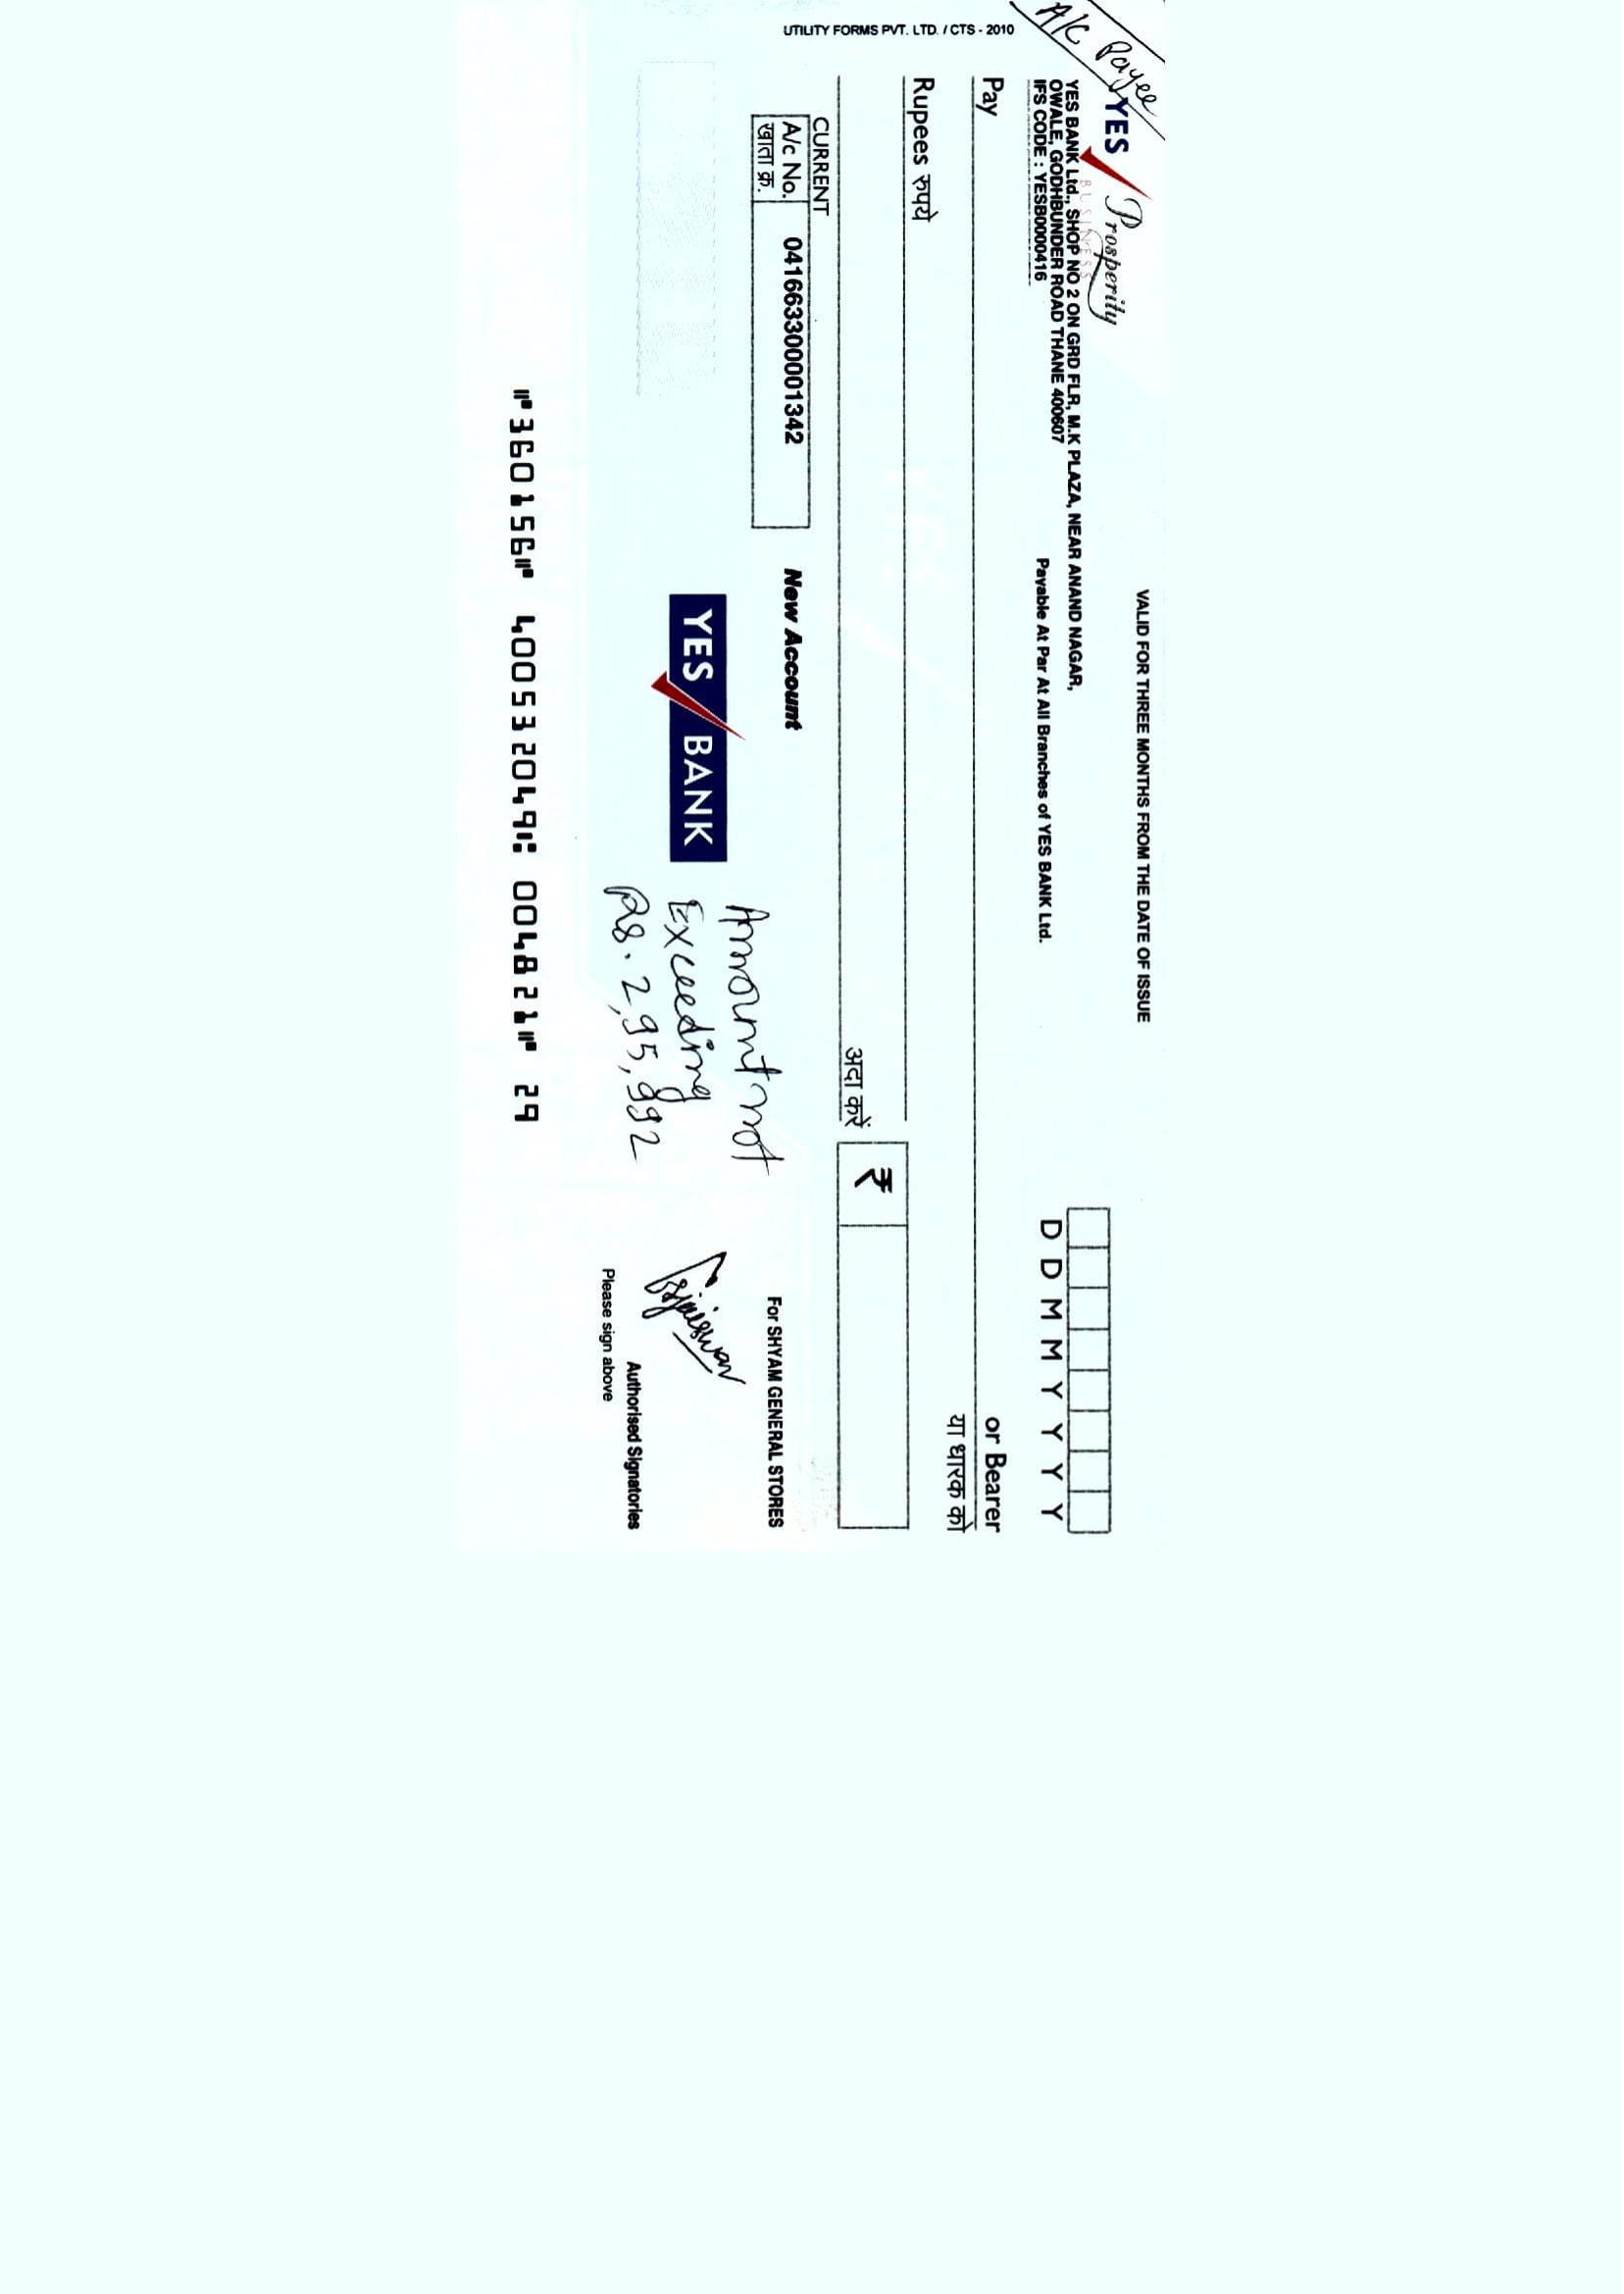 A/C Payee
VALID FOR THREE MONTHS FROM THE DATE OF ISSUE
YES Prosperity
BUSINESS
YES BANK Ltd., SHOP NO 2 ON GRD FLR, M.K PLAZA, NEAR ANAND NAGAR,
OWALE, GODHBUNDER ROAD THANE 400607
IFS CODE : YESB0000416
Payable At Par At All Branches of YES BANK Ltd.
D D M M Y Y Y Y
Pay
or Bearer
या धारक को
Rupees रुपये
अदा करें
₹
UTILITY FORMS PVT. LTD. / CTS - 2010
CURRENT
A/c No.
खाता क्र.
041663300001342
New Account
For SHYAM GENERAL STORES
YES BANK
Amount not
Exceeding
Rs. 2,95,992
Authorised Signatories
Please sign above
⑈360156⑈ 400532049⑆ 004821⑈ 29